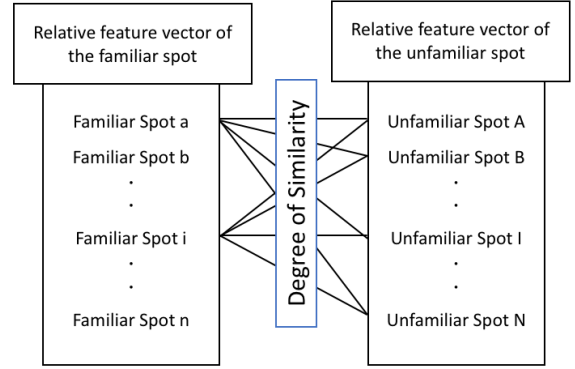 Relative feature vector of
the familiar spot
Familiar Spot a
Familiar Spot b
.
.
Familiar Spot i
.
.
Familiar Spot n
Degree of Similarity
Relative feature vector of
the unfamiliar spot
Unfamiliar Spot A
Unfamiliar Spot B
.
.
Unfamiliar Spot I
.
.
Unfamiliar Spot N